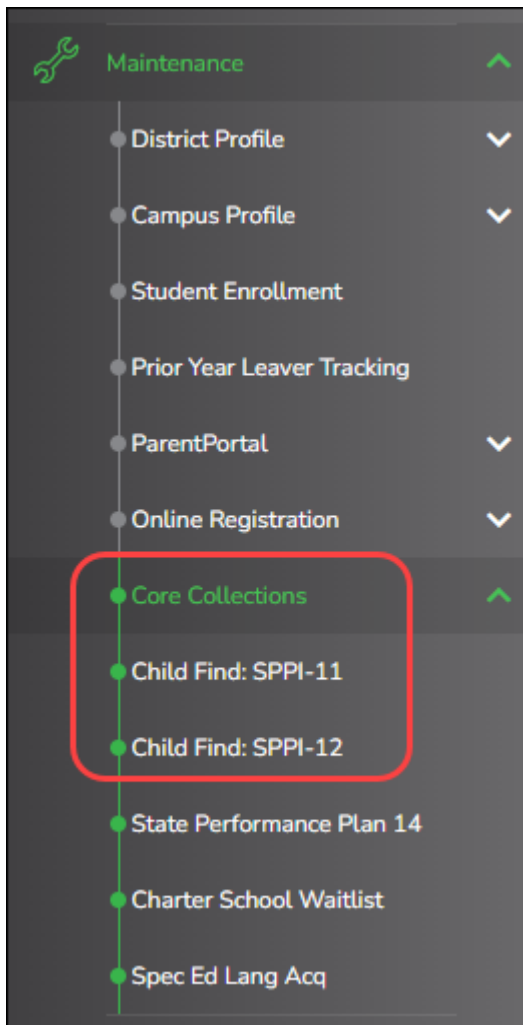 Maintenance
District Profile
Campus Profile
Student Enrollment
Prior Year Leaver Tracking
ParentPortal
Online Registration
Core Collections
Child Find: SPPI-11
Child Find: SPPI-12
State Performance Plan 14
Charter School Waitlist
Spec Ed Lang Acq